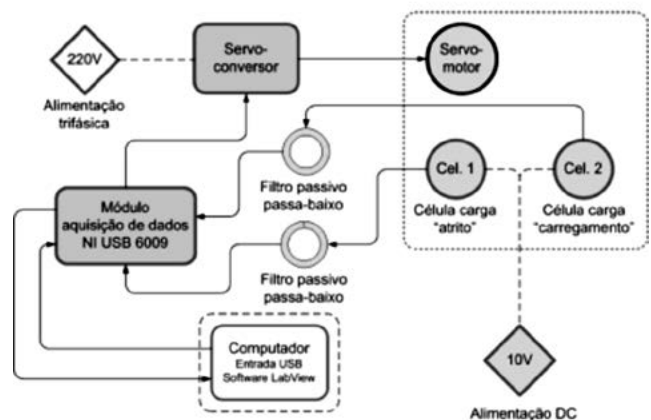 220V
Alimentação
trifásica
Servo-
conversor
Servo-
motor
Filtro passivo
passa-baixo
Cel. 1
Célula carga
“atrito”
Cel. 2
Célula carga
“carregamento”
Módulo
aquisição de dados
NI USB 6009
Filtro passivo
passa-baixo
Computador
Entrada USB
Software LabView
10V
Alimentação DC